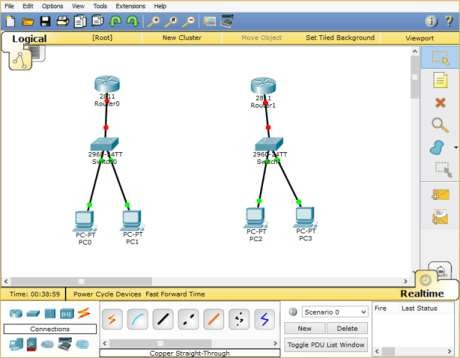 File Edit Options View Tools Extensions Help
Logical [Root] New Cluster Move Object Set Tiled Background Viewport
2811 2811
Router0 Router1
2960-24TT 2960-24TT
Switch0
PC-PT PC-PT PC-PT PC-PT
PC0 PC1 PC2 PC3
Time: 00:38:59 Power Cycle Devices Fast Forward Time Realtime
Scenario 0 Fire Last Status
Connections New Delete
Toggle PDU List Window
Copper Straight-Through